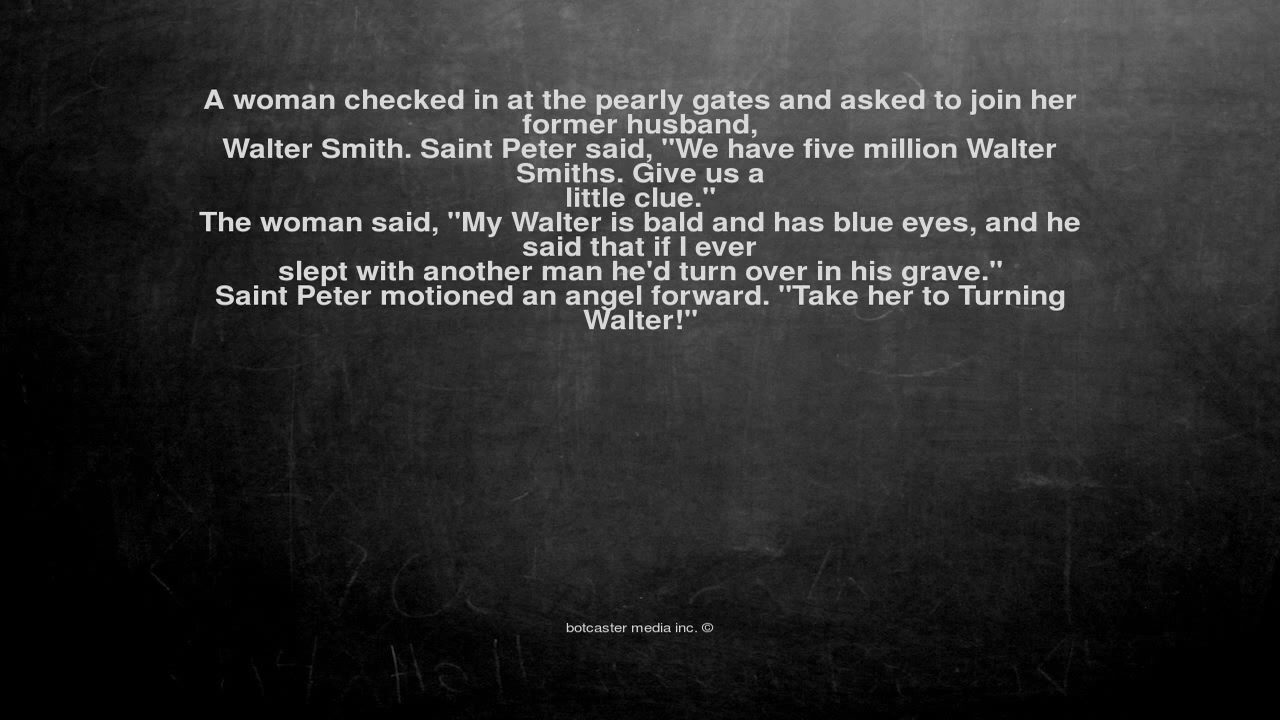 A woman checked in at the pearly gates and asked to join her
former husband,
Walter Smith. Saint Peter said, "We have five million Walter
Smiths. Give us a
little clue."
The woman said, "My Walter is bald and has blue eyes, and he
said that if I ever
slept with another man he'd turn over in his grave."
Saint Peter motioned an angel forward. "Take her to Turning
Walter!"
botcaster media inc. ©